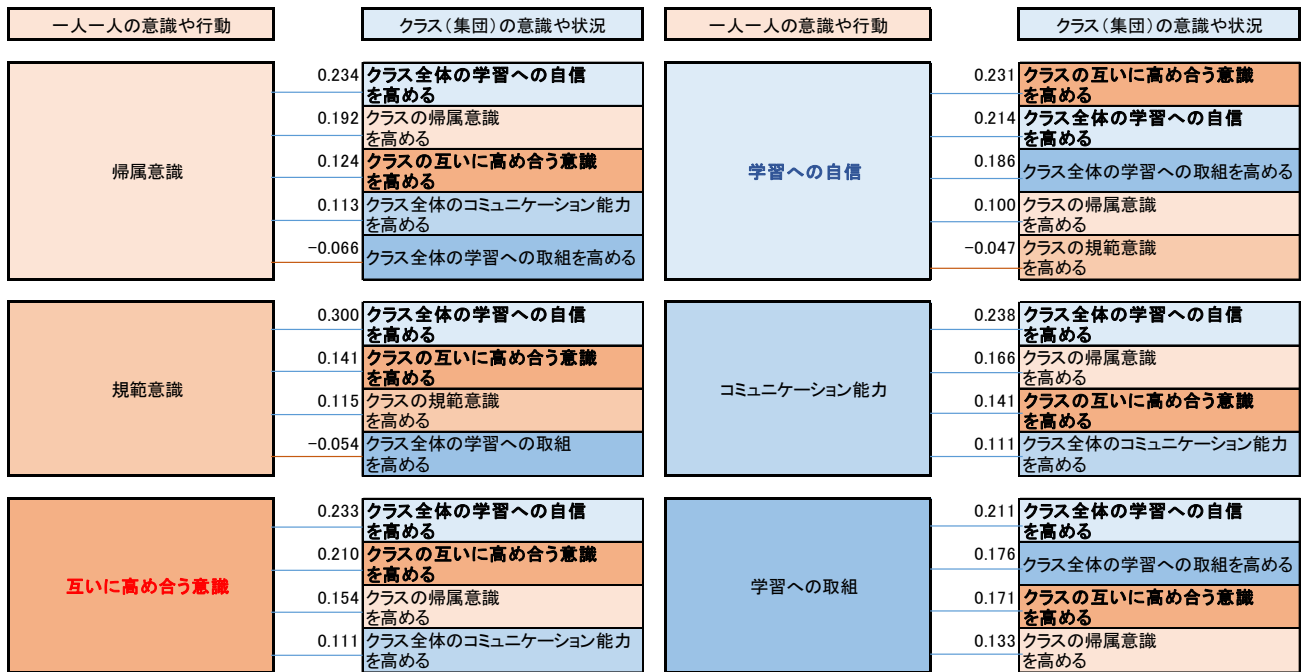 一人一人の意識や行動
クラス(集団)の意識や状況
一人一人の意識や行動
クラス(集団)の意識や状況
帰属意識
0.234
クラス全体の学習への自信
を高める
0.192
クラスの帰属意識
を高める
0.124
クラスの互いに高め合う意識
を高める
0.113
クラス全体のコミュニケーション能力
を高める
-0.066
クラス全体の学習への取組を高める
学習への自信
0.231
クラスの互いに高め合う意識
を高める
0.214
クラス全体の学習への自信
を高める
0.186
クラス全体の学習への取組を高める
0.100
クラスの帰属意識
を高める
-0.047
クラスの規範意識
を高める
規範意識
0.300
クラス全体の学習への自信
を高める
0.141
クラスの互いに高め合う意識
を高める
0.115
クラスの規範意識
を高める
-0.054
クラス全体の学習への取組
を高める
コミュニケーション能力
0.238
クラス全体の学習への自信
を高める
0.166
クラスの帰属意識
を高める
0.141
クラスの互いに高め合う意識
を高める
0.111
クラス全体のコミュニケーション能力
を高める
互いに高め合う意識
0.233
クラス全体の学習への自信
を高める
0.210
クラスの互いに高め合う意識
を高める
0.154
クラスの帰属意識
を高める
0.111
クラス全体のコミュニケーション能力
を高める
学習への取組
0.211
クラス全体の学習への自信
を高める
0.176
クラス全体の学習への取組を高める
0.171
クラスの互いに高め合う意識
を高める
0.133
クラスの帰属意識
を高める